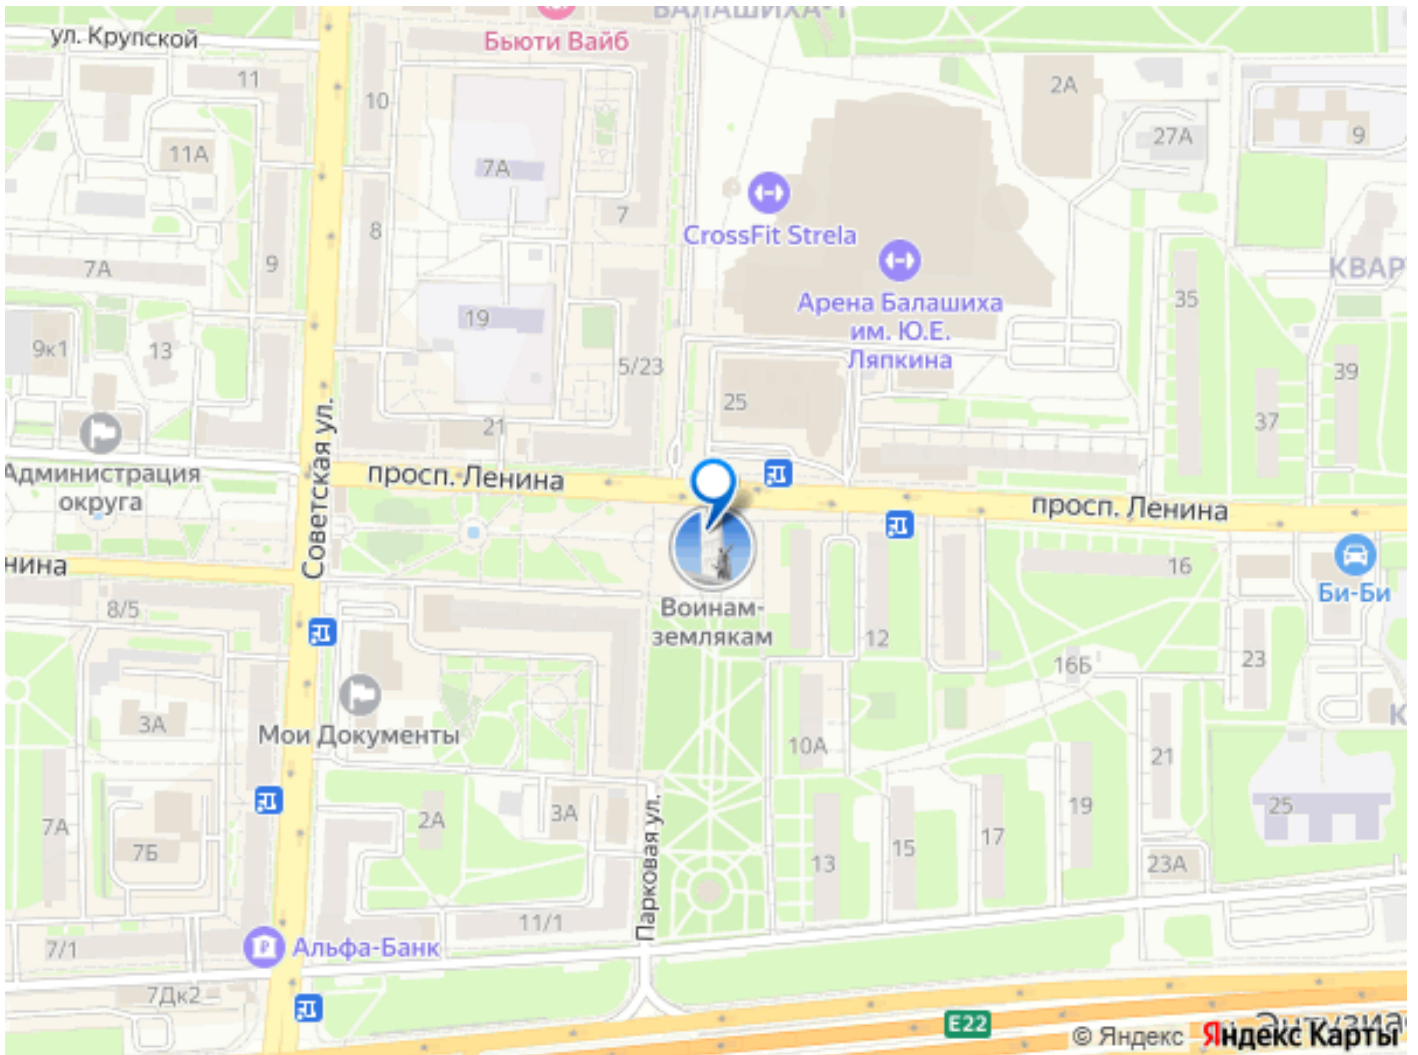 БАЛАШИХА-1
ул. Крупской
Бьюти Вайб
11
10
2А
27А
9
11А
7А
7
8
CrossFit Strela
9
7А
КВАР
35
Арена Балашиха
им. Ю.Е.
Ляпкина
19
9к1
13
5/23
39
25
37
21
Администрация
округа
Советская ул.
просп. Ленина
просп. Ленина
нина
16
Би-Би
8/5
Воинам-
землякам
12
23
16Б
3А
Мои Документы
10А
21
К
7А
2А
3А
19
25
7Б
Парковая ул.
13
15
17
23А
11/1
7/1
Альфа-Банк
7Дк2
E22
© Яндекс
Яндекс Карты